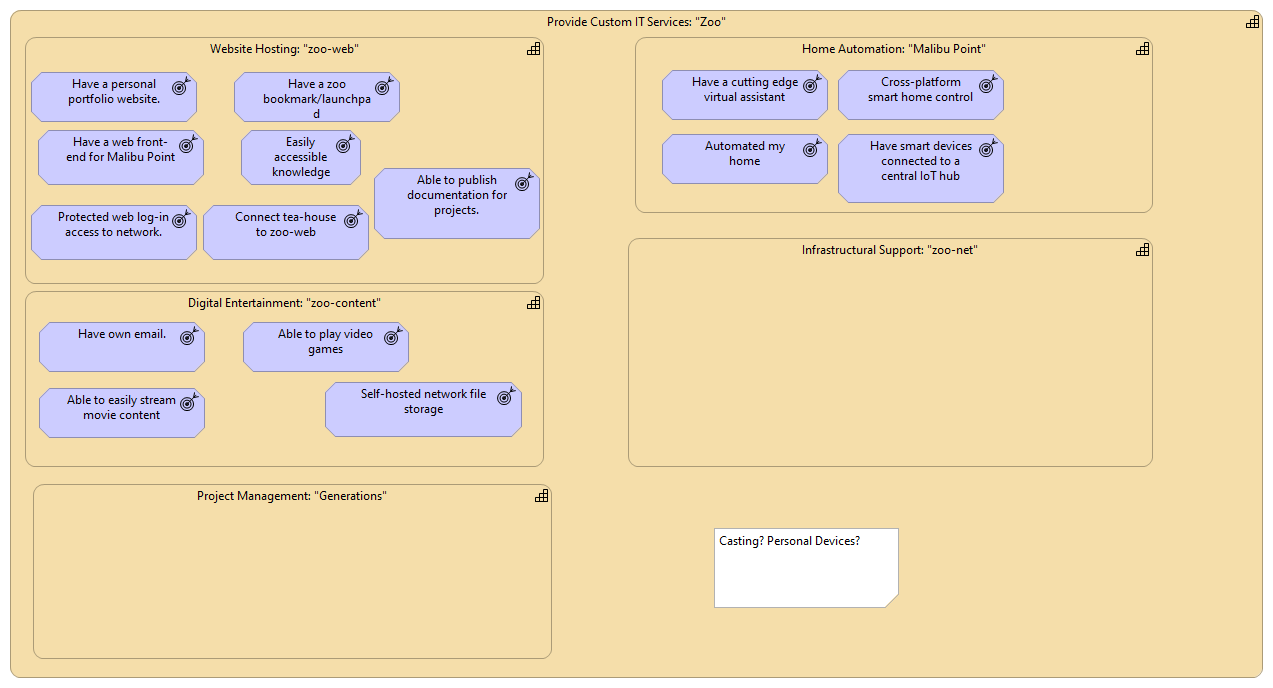 Provide Custom IT Services: "Zoo"
Website Hosting: "zoo-web"
Have a personal
portfolio website.
Have a zoo
bookmark/launchpa
d
Have a web front-
end for Malibu Point
Easily
accessible
knowledge
Able to publish
documentation for
projects.
Protected web log-in
access to network.
Connect tea-house
to zoo-web
Home Automation: "Malibu Point"
Have a cutting edge
virtual assistant
Cross-platform
smart home control
Automated my
home
Have smart devices
connected to a
central IoT hub
Digital Entertainment: "zoo-content"
Have own email.
Able to play video
games
Able to easily stream
movie content
Self-hosted network file
storage
Infrastructural Support: "zoo-net"
Project Management: "Generations"
Casting? Personal Devices?